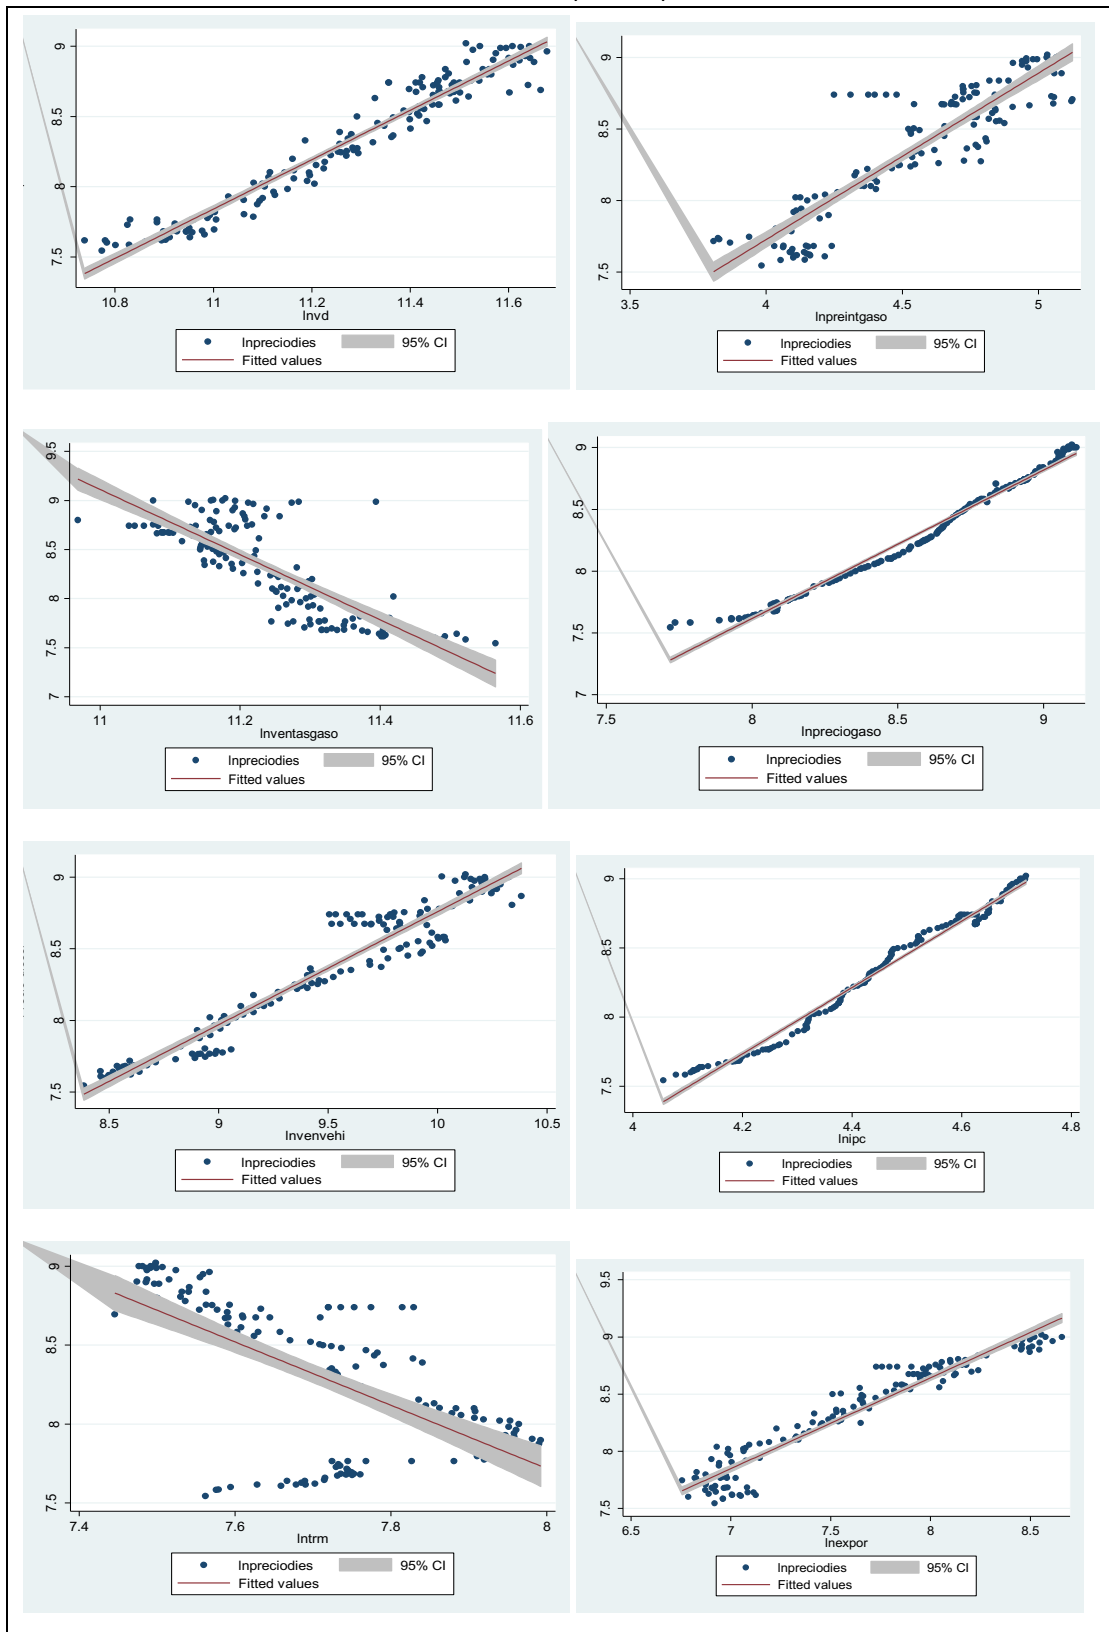 7.5 8 8.5 9
10.8 11 11.2 11.4 11.6
lnvd
lnpreciodies 95% CI
Fitted values
7.5 8 8.5 9
3.5 4 4.5 5
lnpreintgaso
lnpreciodies 95% CI
Fitted values
7 7.5 8 8.5 9 9.5
11 11.2 11.4 11.6
lnventasgaso
lnpreciodies 95% CI
Fitted values
7 7.5 8 8.5 9
7.5 8 8.5 9
lnpreciogaso
lnpreciodies 95% CI
Fitted values
7.5 8 8.5 9
8.5 9 9.5 10 10.5
lnvenvehi
lnpreciodies 95% CI
Fitted values
7.5 8 8.5 9
4 4.2 4.4 4.6 4.8
lnipc
lnpreciodies 95% CI
Fitted values
7.5 8 8.5 9
7.4 7.6 7.8 8
lntrm
lnpreciodies 95% CI
Fitted values
7.5 8 8.5 9 9.5
6.5 7 7.5 8 8.5
lnexpor
lnpreciodies 95% CI
Fitted values